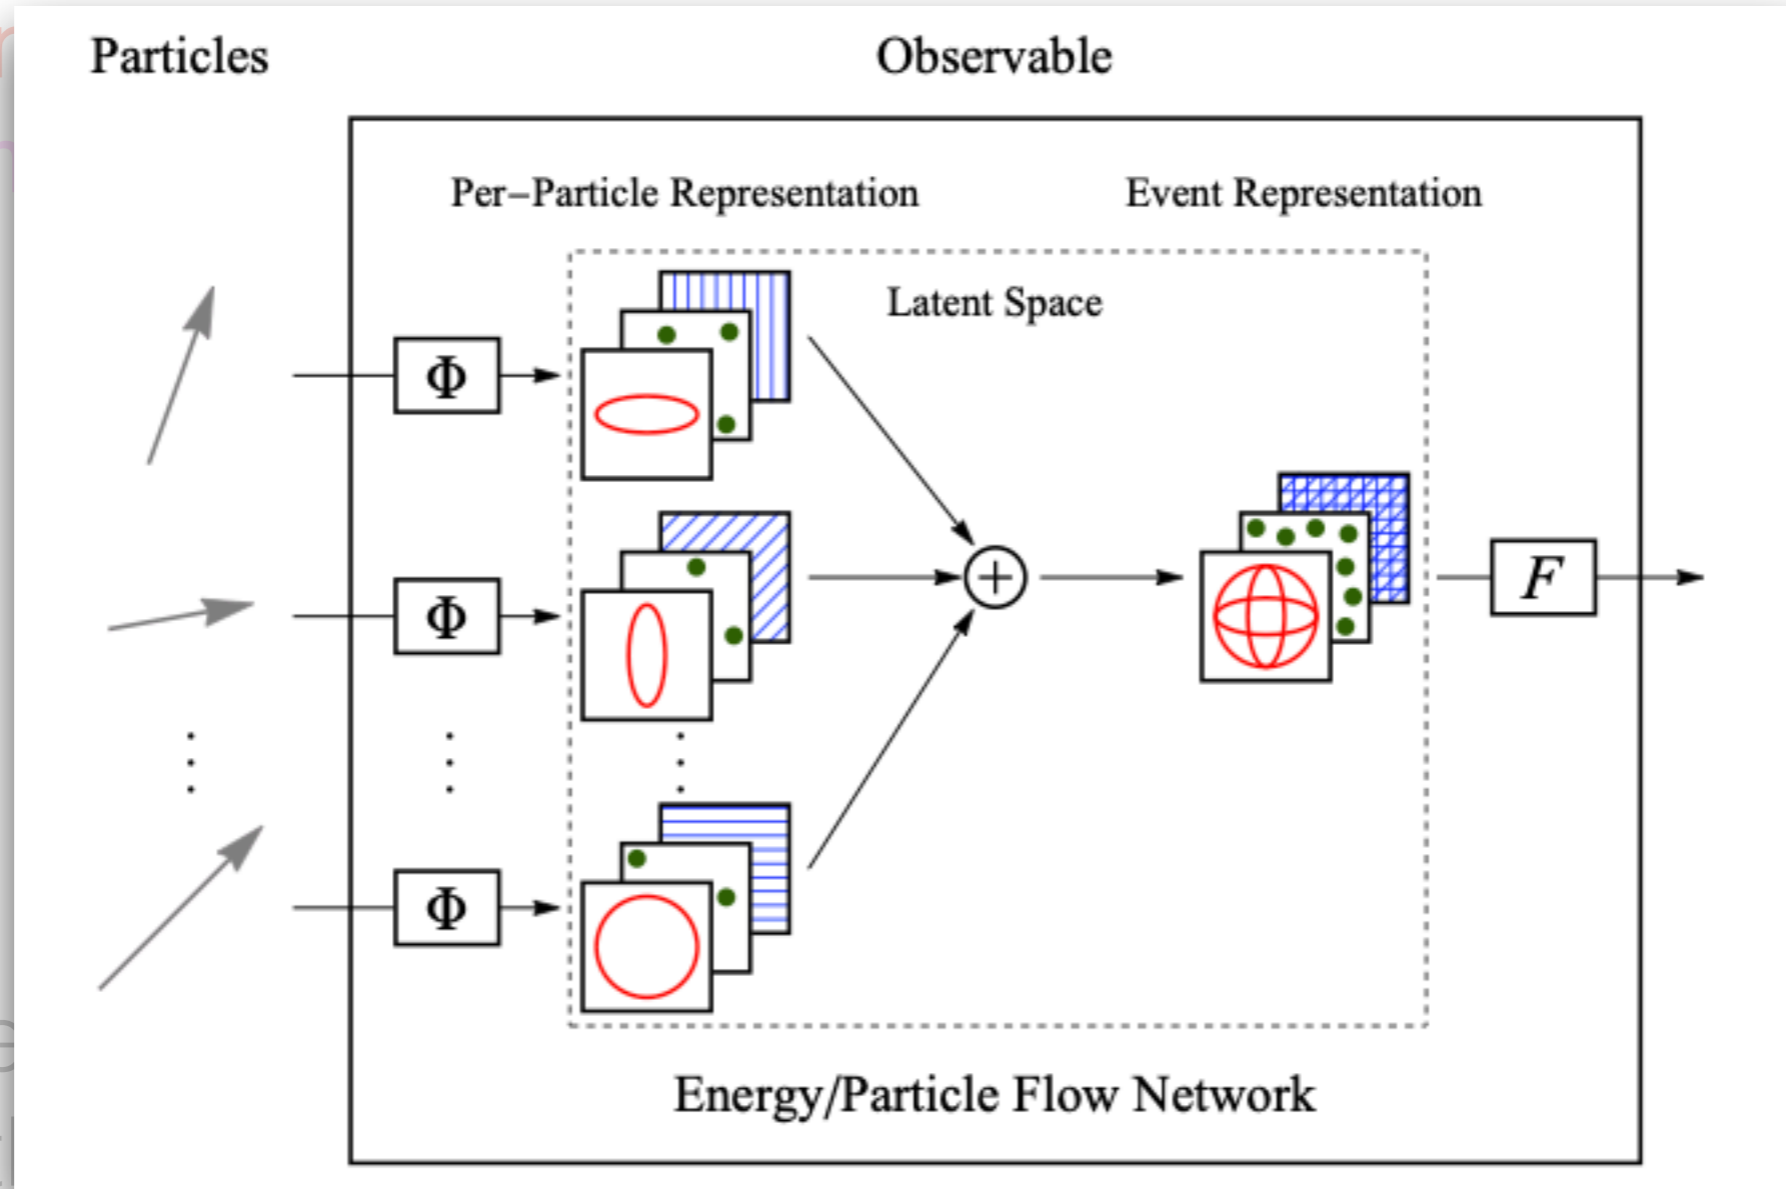 Particles
Observable
Per–Particle Representation
Event Representation
Latent Space
Φ
Φ
+
F
Φ
Energy/Particle Flow Network